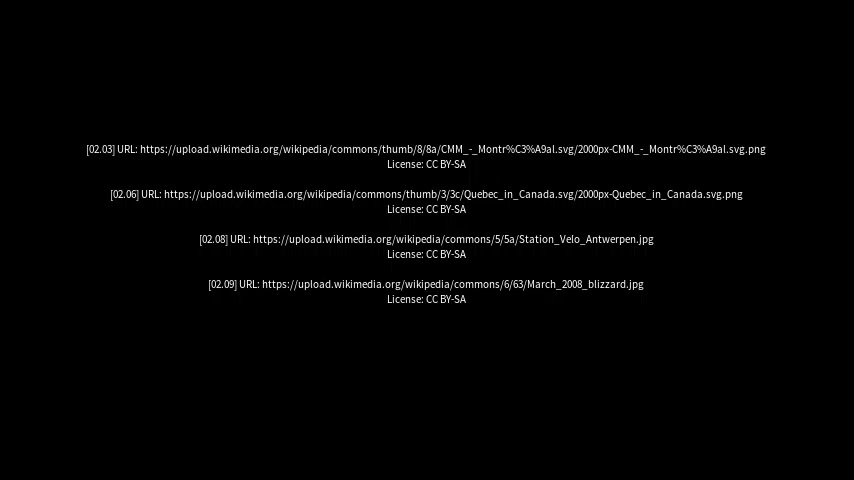 [02.03] URL: https://upload.wikimedia.org/wikipedia/commons/thumb/8/8a/CMM_-_Montr%C3%A9al.svg/2000px-CMM_-_Montr%C3%A9al.svg.png
License: CC BY-SA
[02.06] URL: https://upload.wikimedia.org/wikipedia/commons/thumb/3/3c/Quebec_in_Canada.svg/2000px-Quebec_in_Canada.svg.png
License: CC BY-SA
[02.08] URL: https://upload.wikimedia.org/wikipedia/commons/5/5a/Station_Velo_Antwerpen.jpg
License: CC BY-SA
[02.09] URL: https://upload.wikimedia.org/wikipedia/commons/6/63/March_2008_blizzard.jpg
License: CC BY-SA